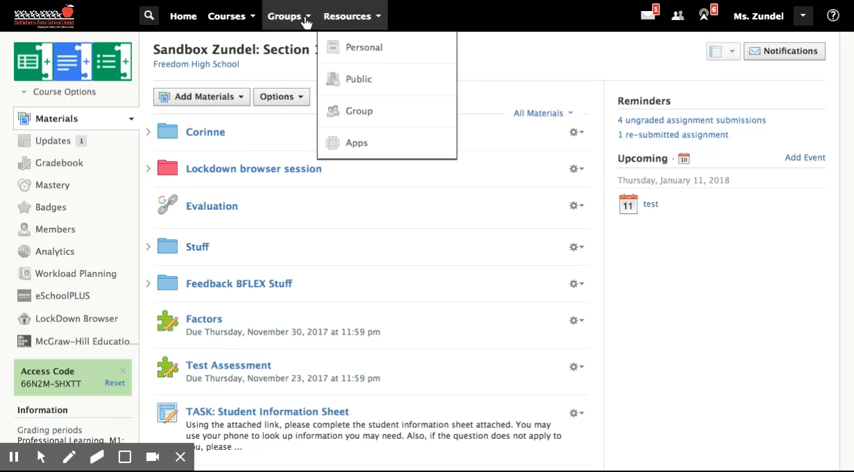 Home
Courses
Groups
Resources
1
6
Ms. Zundel
Sandbox Zundel: Section
Freedom High School
Notifications
Personal
Public
Group
Apps
Course Options
Add Materials
Options
All Materials
Materials
Updates 1
Gradebook
Mastery
Badges
Members
Analytics
Workload Planning
eSchoolPLUS
LockDown Browser
McGraw-Hill Educatio...
Access Code
66N2M-SHXTT
Reset
Information
Grading periods
Professional Learning, M1:
Corinne
Lockdown browser session
Evaluation
Stuff
Feedback BFLEX Stuff
Factors
Due Thursday, November 30, 2017 at 11:59 pm
Test Assessment
Due Thursday, November 23, 2017 at 11:59 pm
TASK: Student Information Sheet
Using the attached link, please complete the student information sheet attached. You may
use your phone to look up information you may need. Also, if the question does not apply to
you, please ...
Reminders
4 ungraded assignment submissions
1 re-submitted assignment
Upcoming · 10
Add Event
Thursday, January 11, 2018
11
test